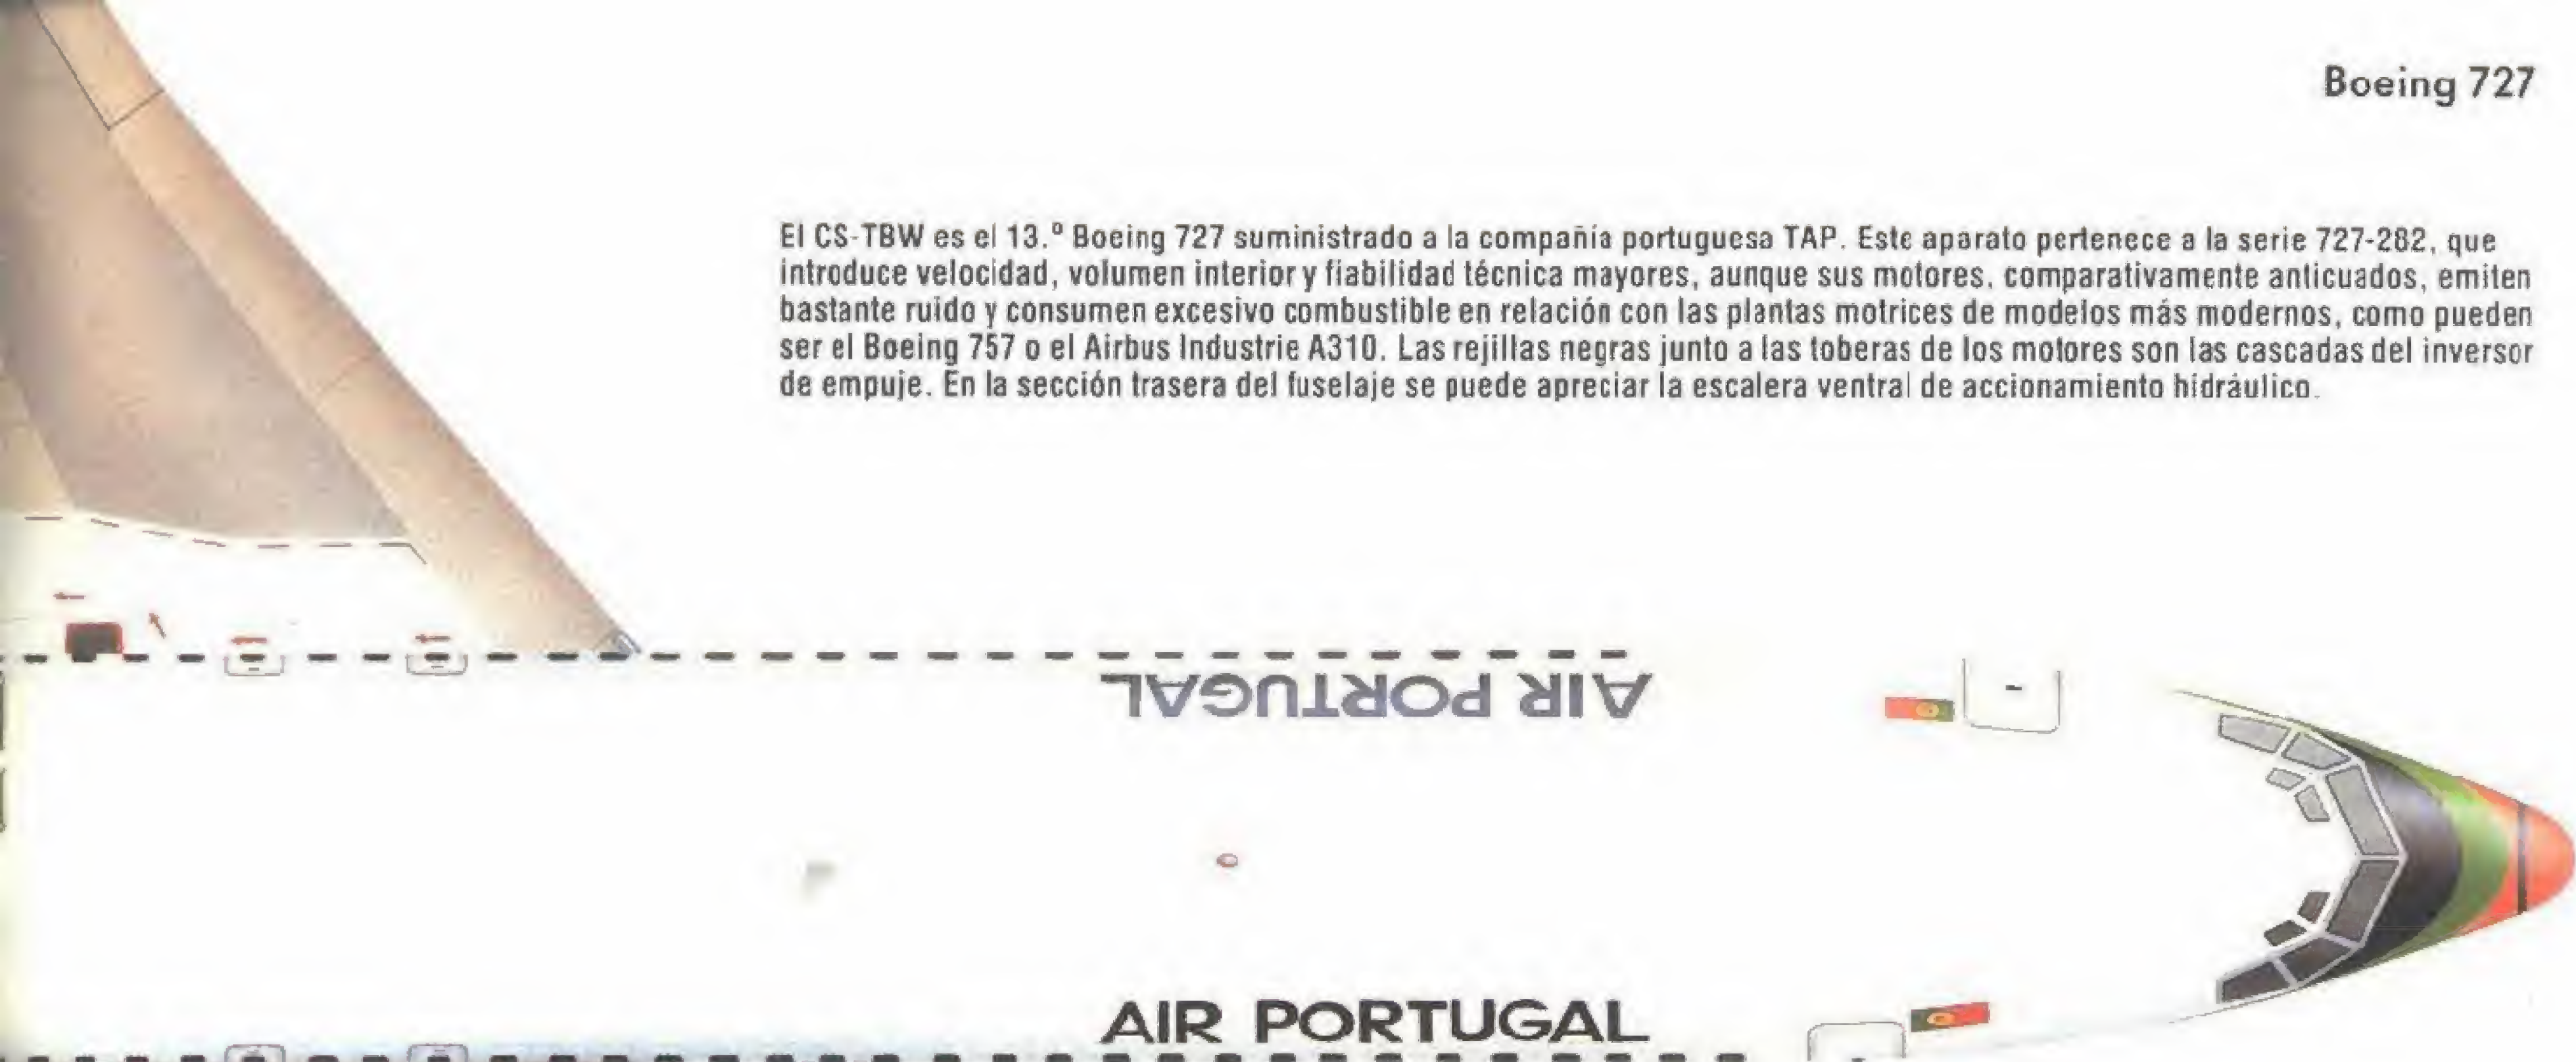 Boeing 727
El CS-TBW es el 13.º Boeing 727 suministrado a la compañía portuguesa TAP. Este aparato pertenece a la serie 727-282, que
introduce velocidad, volumen interior y fiabilidad técnica mayores, aunque sus motores, comparativamente anticuados, emiten
bastante ruido y consumen excesivo combustible en relación con las plantas motrices de modelos más modernos, como pueden
ser el Boeing 757 o el Airbus Industrie A310. Las rejillas negras junto a las toberas de los motores son las cascadas del inversor
de empuje. En la sección trasera del fuselaje se puede apreciar la escalera ventral de accionamiento hidráulico.
AIR PORTUGAL
AIR PORTUGAL